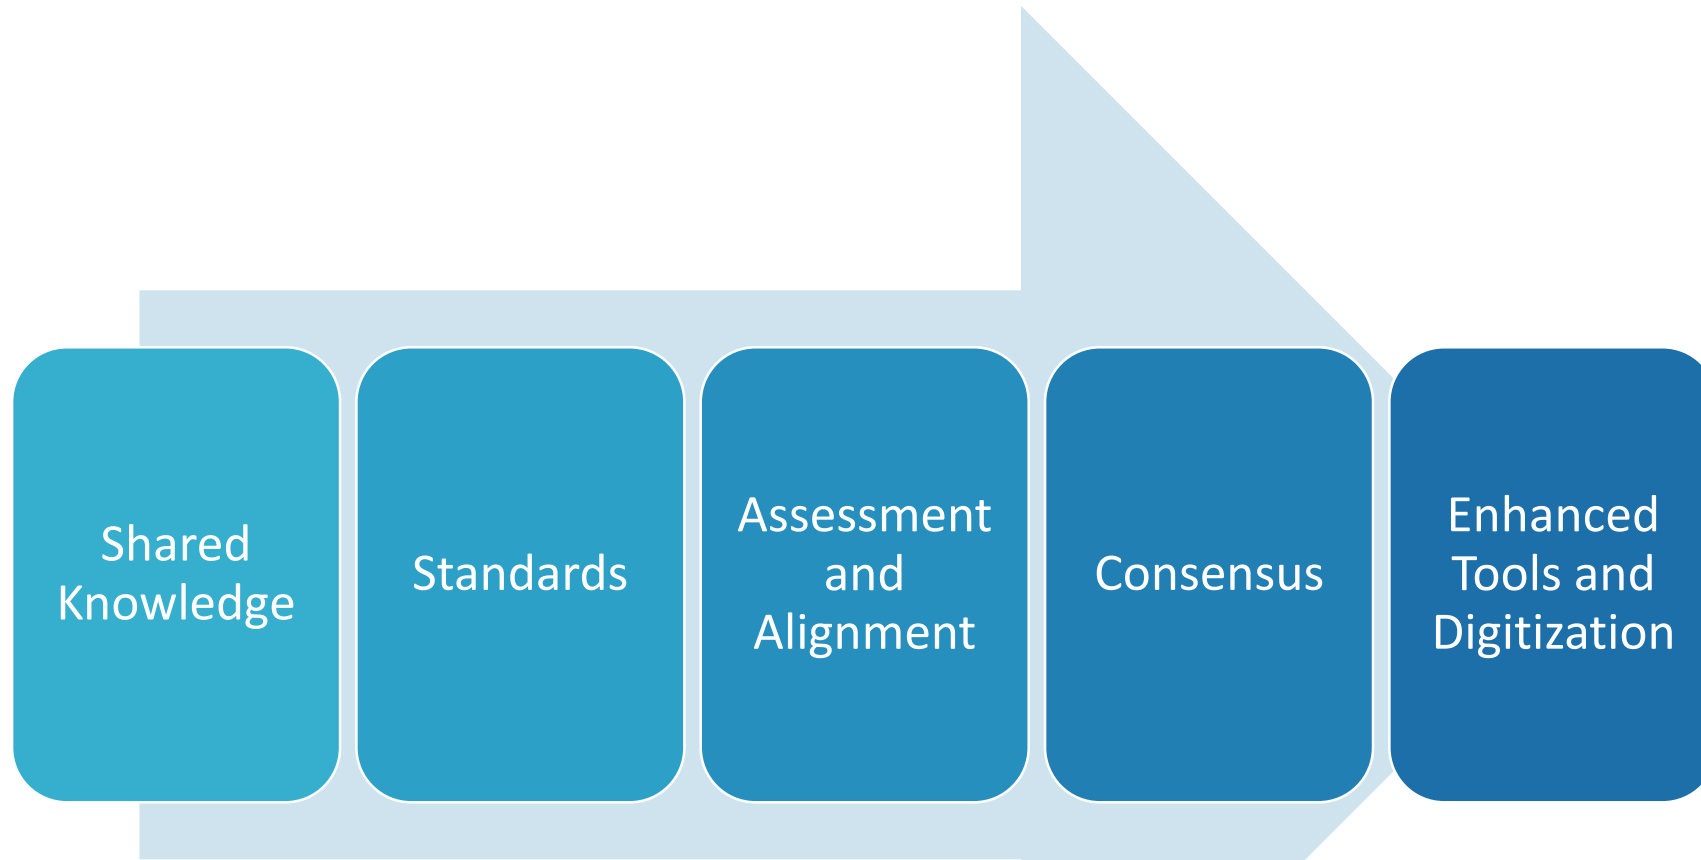 Shared
Knowledge
Standards
Assessment
and
Alignment
Consensus
Enhanced
Tools and
Digitization